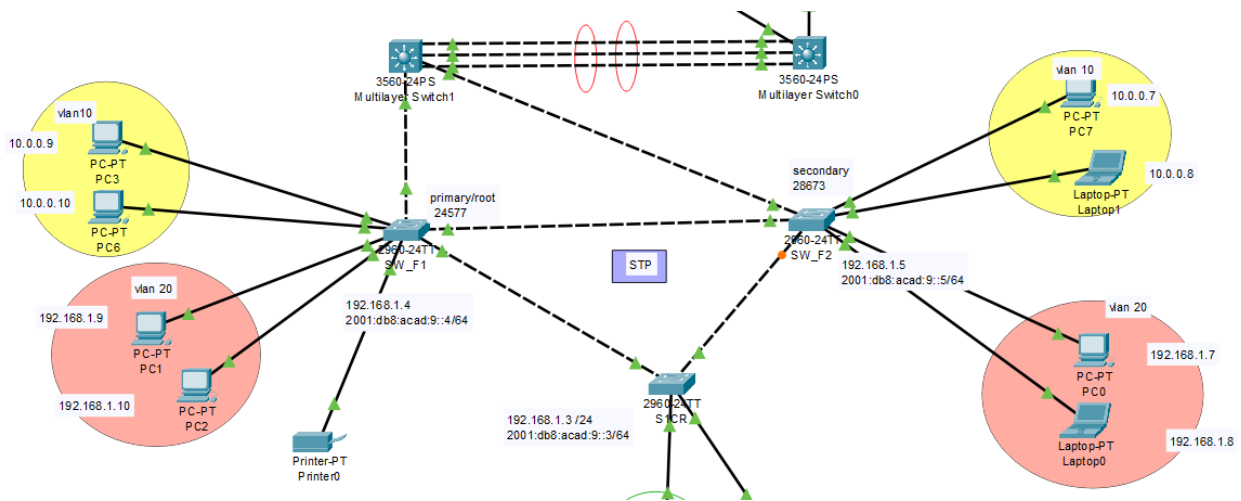 3560-24PS
Multilayer Switch1
3560-24PS
Multilayer Switch0
vlan10
10.0.0.9
PC-PT
PC3
10.0.0.10
PC-PT
PC6
primary/root
24577
2960-24TT
SW_F1
secondary
28673
2960-24TT
SW_F2
vlan 10
10.0.0.7
PC-PT
PC7
10.0.0.8
Laptop-PT
Laptop1
STP
vlan 20
192.168.1.9
PC-PT
PC1
192.168.1.10
PC-PT
PC2
192.168.1.4
2001:db8:acad:9::4/64
Printer-PT
Printer0
192.168.1.5
2001:db8:acad:9::5/64
2960-24TT
S1CR
192.168.1.3 /24
2001:db8:acad:9::3/64
vlan 20
192.168.1.7
PC-PT
PC0
192.168.1.8
Laptop-PT
Laptop0